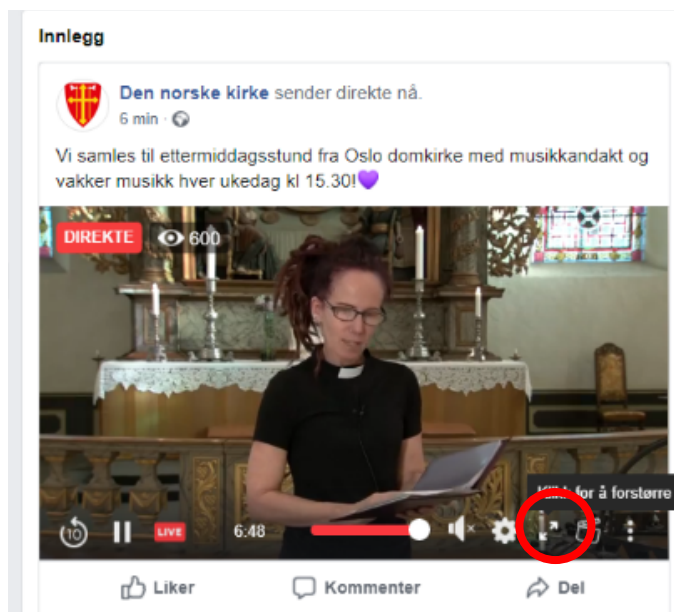 Innlegg
Den norske kirke sender direkte nå.
6 min
Vi samles til ettermiddagsstund fra Oslo domkirke med musikkandakt og
vakker musikk hver ukedag kl 15.30!💜
DIREKTE 600
Klikk for å forstørre
10 LIVE 6:48
Liker Kommenter Del